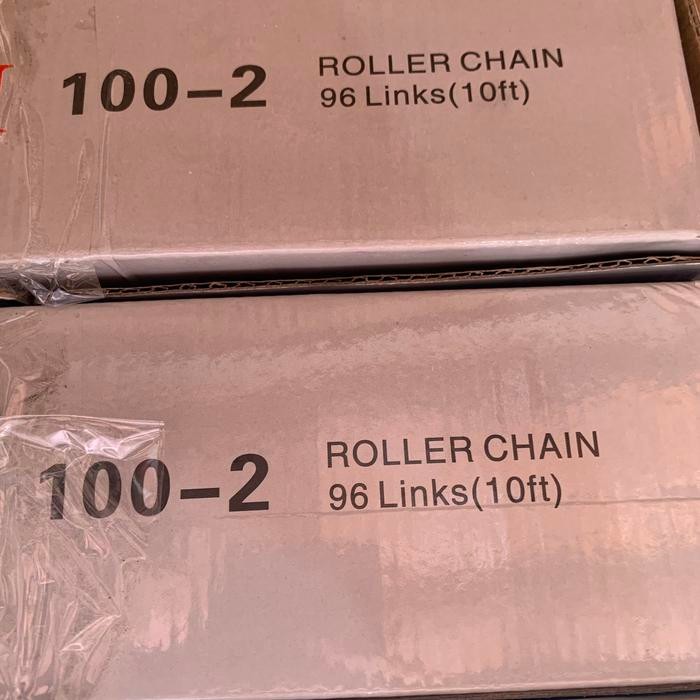 100-2
ROLLER CHAIN
96 Links(10ft)
100-2
ROLLER CHAIN
96 Links(10ft)